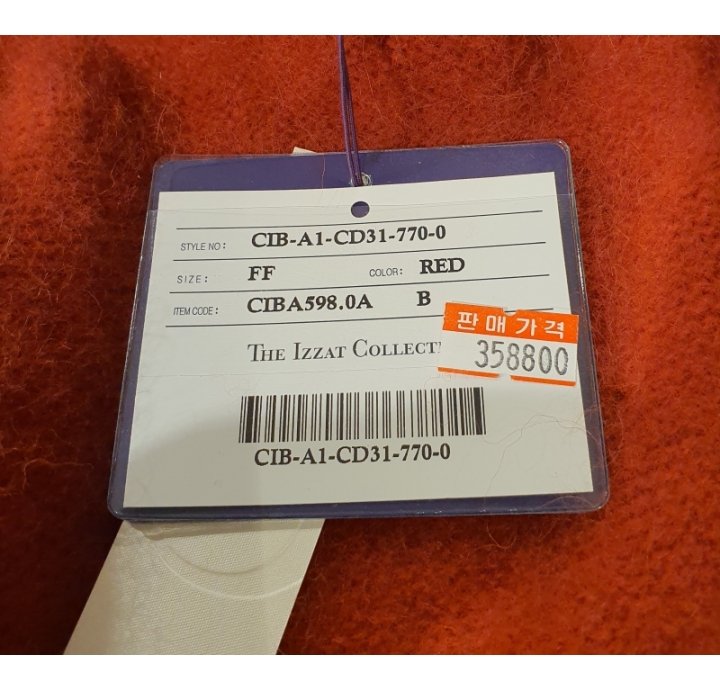 STYLE NO: CIB-A1-CD31-770-0
SIZE: FF COLOR: RED
ITEM CODE: CIBA598.0A B
판매가격
358800
THE IZZAT COLLECT
CIB-A1-CD31-770-0